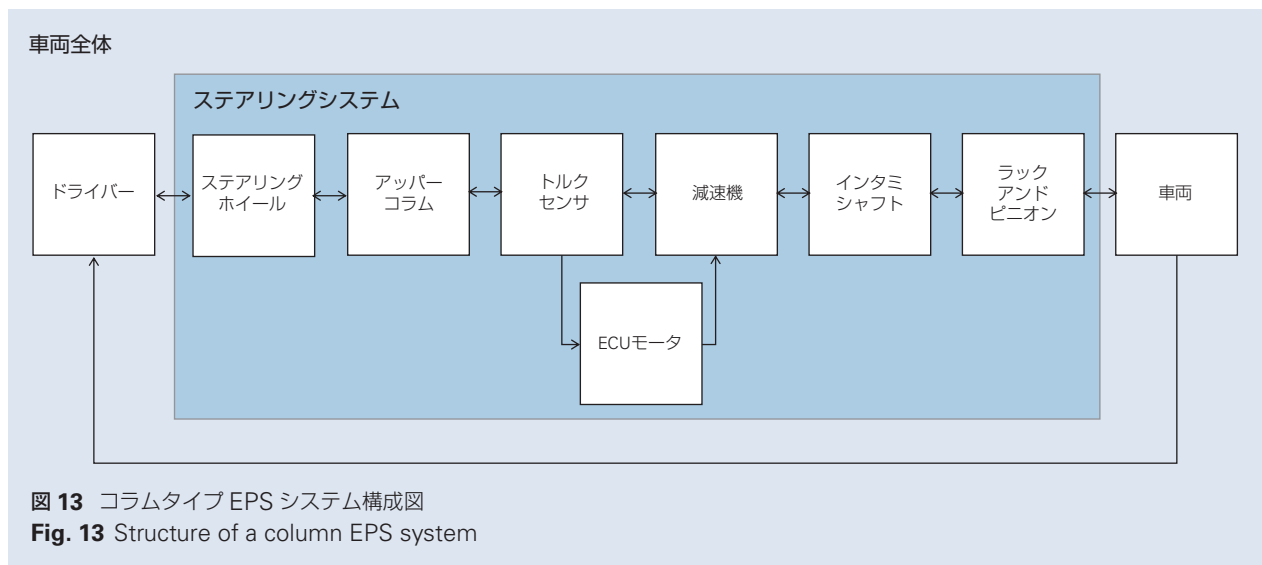 車両全体
ステアリングシステム
ドライバー
ステアリング
ホイール
アッパー
コラム
トルク
センサ
減速機
インタミ
シャフト
ラック
アンド
ピニオン
車両
ECUモータ
図 13 コラムタイプ EPS システム構成図
Fig. 13 Structure of a column EPS system